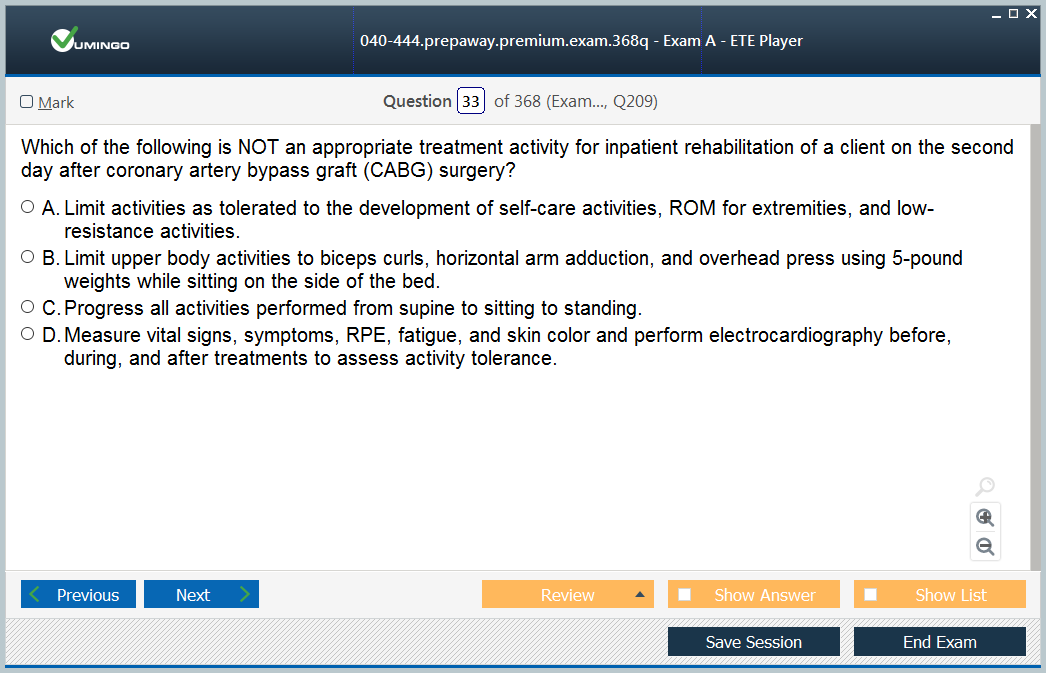 VUMINGO
040-444.prepaway.premium.exam.368q - Exam A - ETE Player
Mark
Question 33 of 368 (Exam..., Q209)
Which of the following is NOT an appropriate treatment activity for inpatient rehabilitation of a client on the second
day after coronary artery bypass graft (CABG) surgery?
A. Limit activities as tolerated to the development of self-care activities, ROM for extremities, and low-
resistance activities.
B. Limit upper body activities to biceps curls, horizontal arm adduction, and overhead press using 5-pound
weights while sitting on the side of the bed.
C. Progress all activities performed from supine to sitting to standing.
D. Measure vital signs, symptoms, RPE, fatigue, and skin color and perform electrocardiography before,
during, and after treatments to assess activity tolerance.
Previous
Next
Review
Show Answer
Show List
Save Session
End Exam